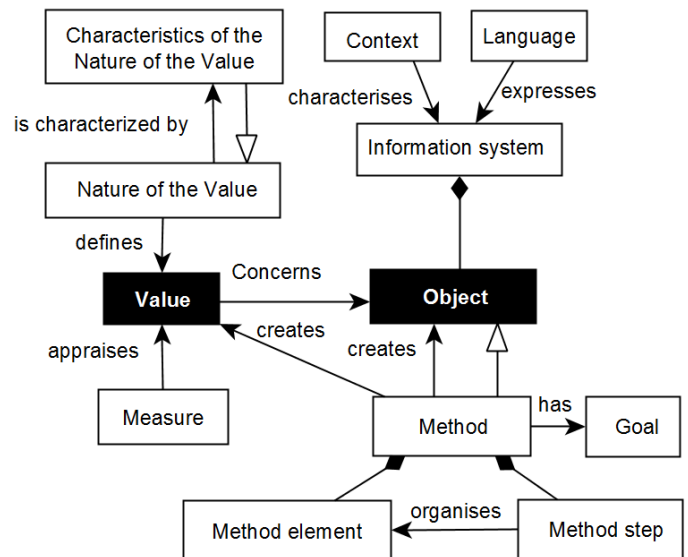 Characteristics of the
Nature of the Value
Context
Language
characterises
expresses
is characterized by
Information system
Nature of the Value
defines
Concerns
Value
Object
appraises
creates
creates
Measure
Method
has
Goal
organises
Method element
Method step